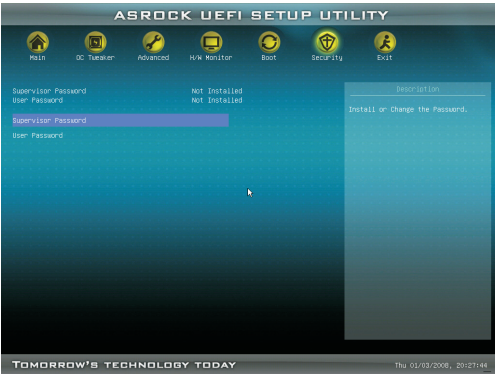 ASROCK UEFI SETUP UTILITY
Main OC Tweaker Advanced H/W Monitor Boot Security Exit
Supervisor Password Not Installed
User Password Not Installed
Supervisor Password
User Password
Description
Install or Change the Password.
TOMORROW'S TECHNOLOGY TODAY
Thu 01/03/2008, 20:27:44